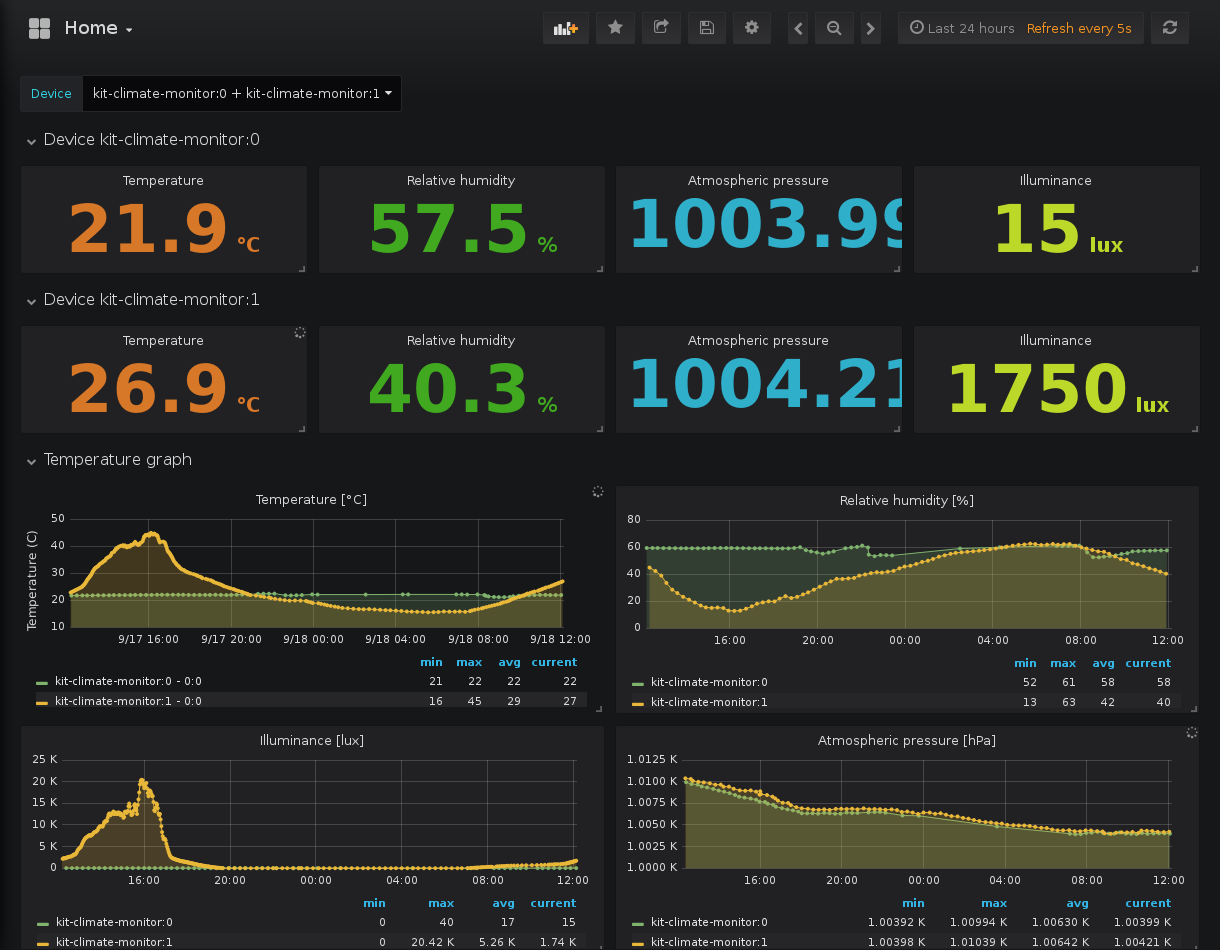 Home
Last 24 hours Refresh every 5s
Device kit-climate-monitor:0 + kit-climate-monitor:1
Device kit-climate-monitor:0
Temperature Relative humidity Atmospheric pressure Illuminance
21.9 °C 57.5 % 1003.99 15 lux
Device kit-climate-monitor:1
Temperature Relative humidity Atmospheric pressure Illuminance
26.9 °C 40.3 % 1004.21 1750 lux
Temperature graph
Temperature [°C]
Temperature (C)
50
40
30
20
10
9/17 16:00 9/17 20:00 9/18 00:00 9/18 04:00 9/18 08:00 9/18 12:00
min max avg current
kit-climate-monitor:0 - 0:0 21 22 22 22
kit-climate-monitor:1 - 0:0 16 45 29 27
Relative humidity [%]
80
60
40
20
0
16:00 20:00 00:00 04:00 08:00 12:00
min max avg current
kit-climate-monitor:0 52 61 58 58
kit-climate-monitor:1 13 63 42 40
Illuminance [lux]
25 K
20 K
15 K
10 K
5 K
0
16:00 20:00 00:00 04:00 08:00 12:00
min max avg current
kit-climate-monitor:0 0 40 17 15
kit-climate-monitor:1 0 20.42 K 5.26 K 1.74 K
Atmospheric pressure [hPa]
1.0125 K
1.0100 K
1.0075 K
1.0050 K
1.0025 K
1.0000 K
16:00 20:00 00:00 04:00 08:00 12:00
min max avg current
kit-climate-monitor:0 1.00392 K 1.00994 K 1.00630 K 1.00399 K
kit-climate-monitor:1 1.00398 K 1.01039 K 1.00642 K 1.00421 K